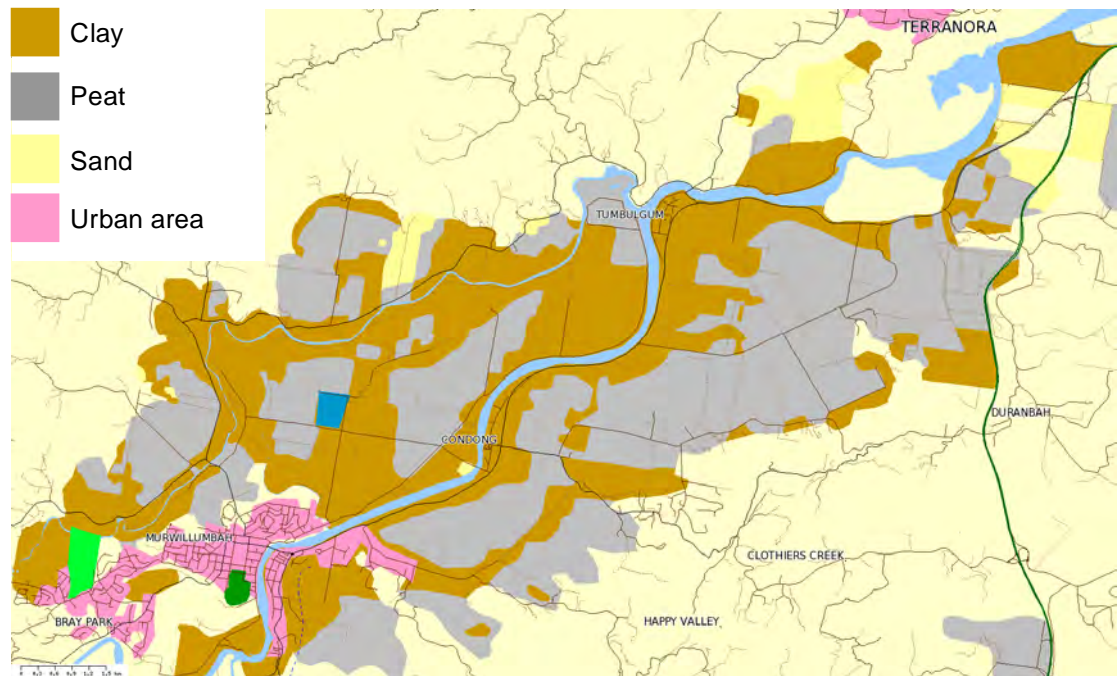 Clay
Peat
Sand
Urban area
TERRANORA
TUMBULGUM
CONDONG
DURANBAH
MURWILLUMBAH
CLOTHIERS CREEK
BRAY PARK
HAPPY VALLEY